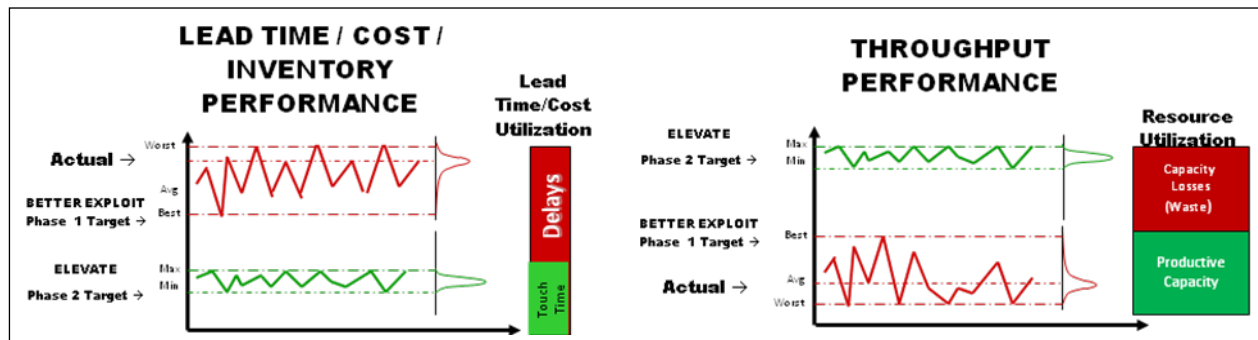 LEAD TIME / COST /
INVENTORY
PERFORMANCE
Lead
Time/Cost
Utilization
Worst
Actual →
Avg
BETTER EXPLOIT
Phase 1 Target →
Best
Delays
ELEVATE
Phase 2 Target →
Max
Min
Touch
Time
THROUGHPUT
PERFORMANCE
Resource
Utilization
ELEVATE
Phase 2 Target →
Max
Min
Capacity
Losses
(Waste)
BETTER EXPLOIT
Phase 1 Target →
Best
Avg
Actual →
Worst
Productive
Capacity